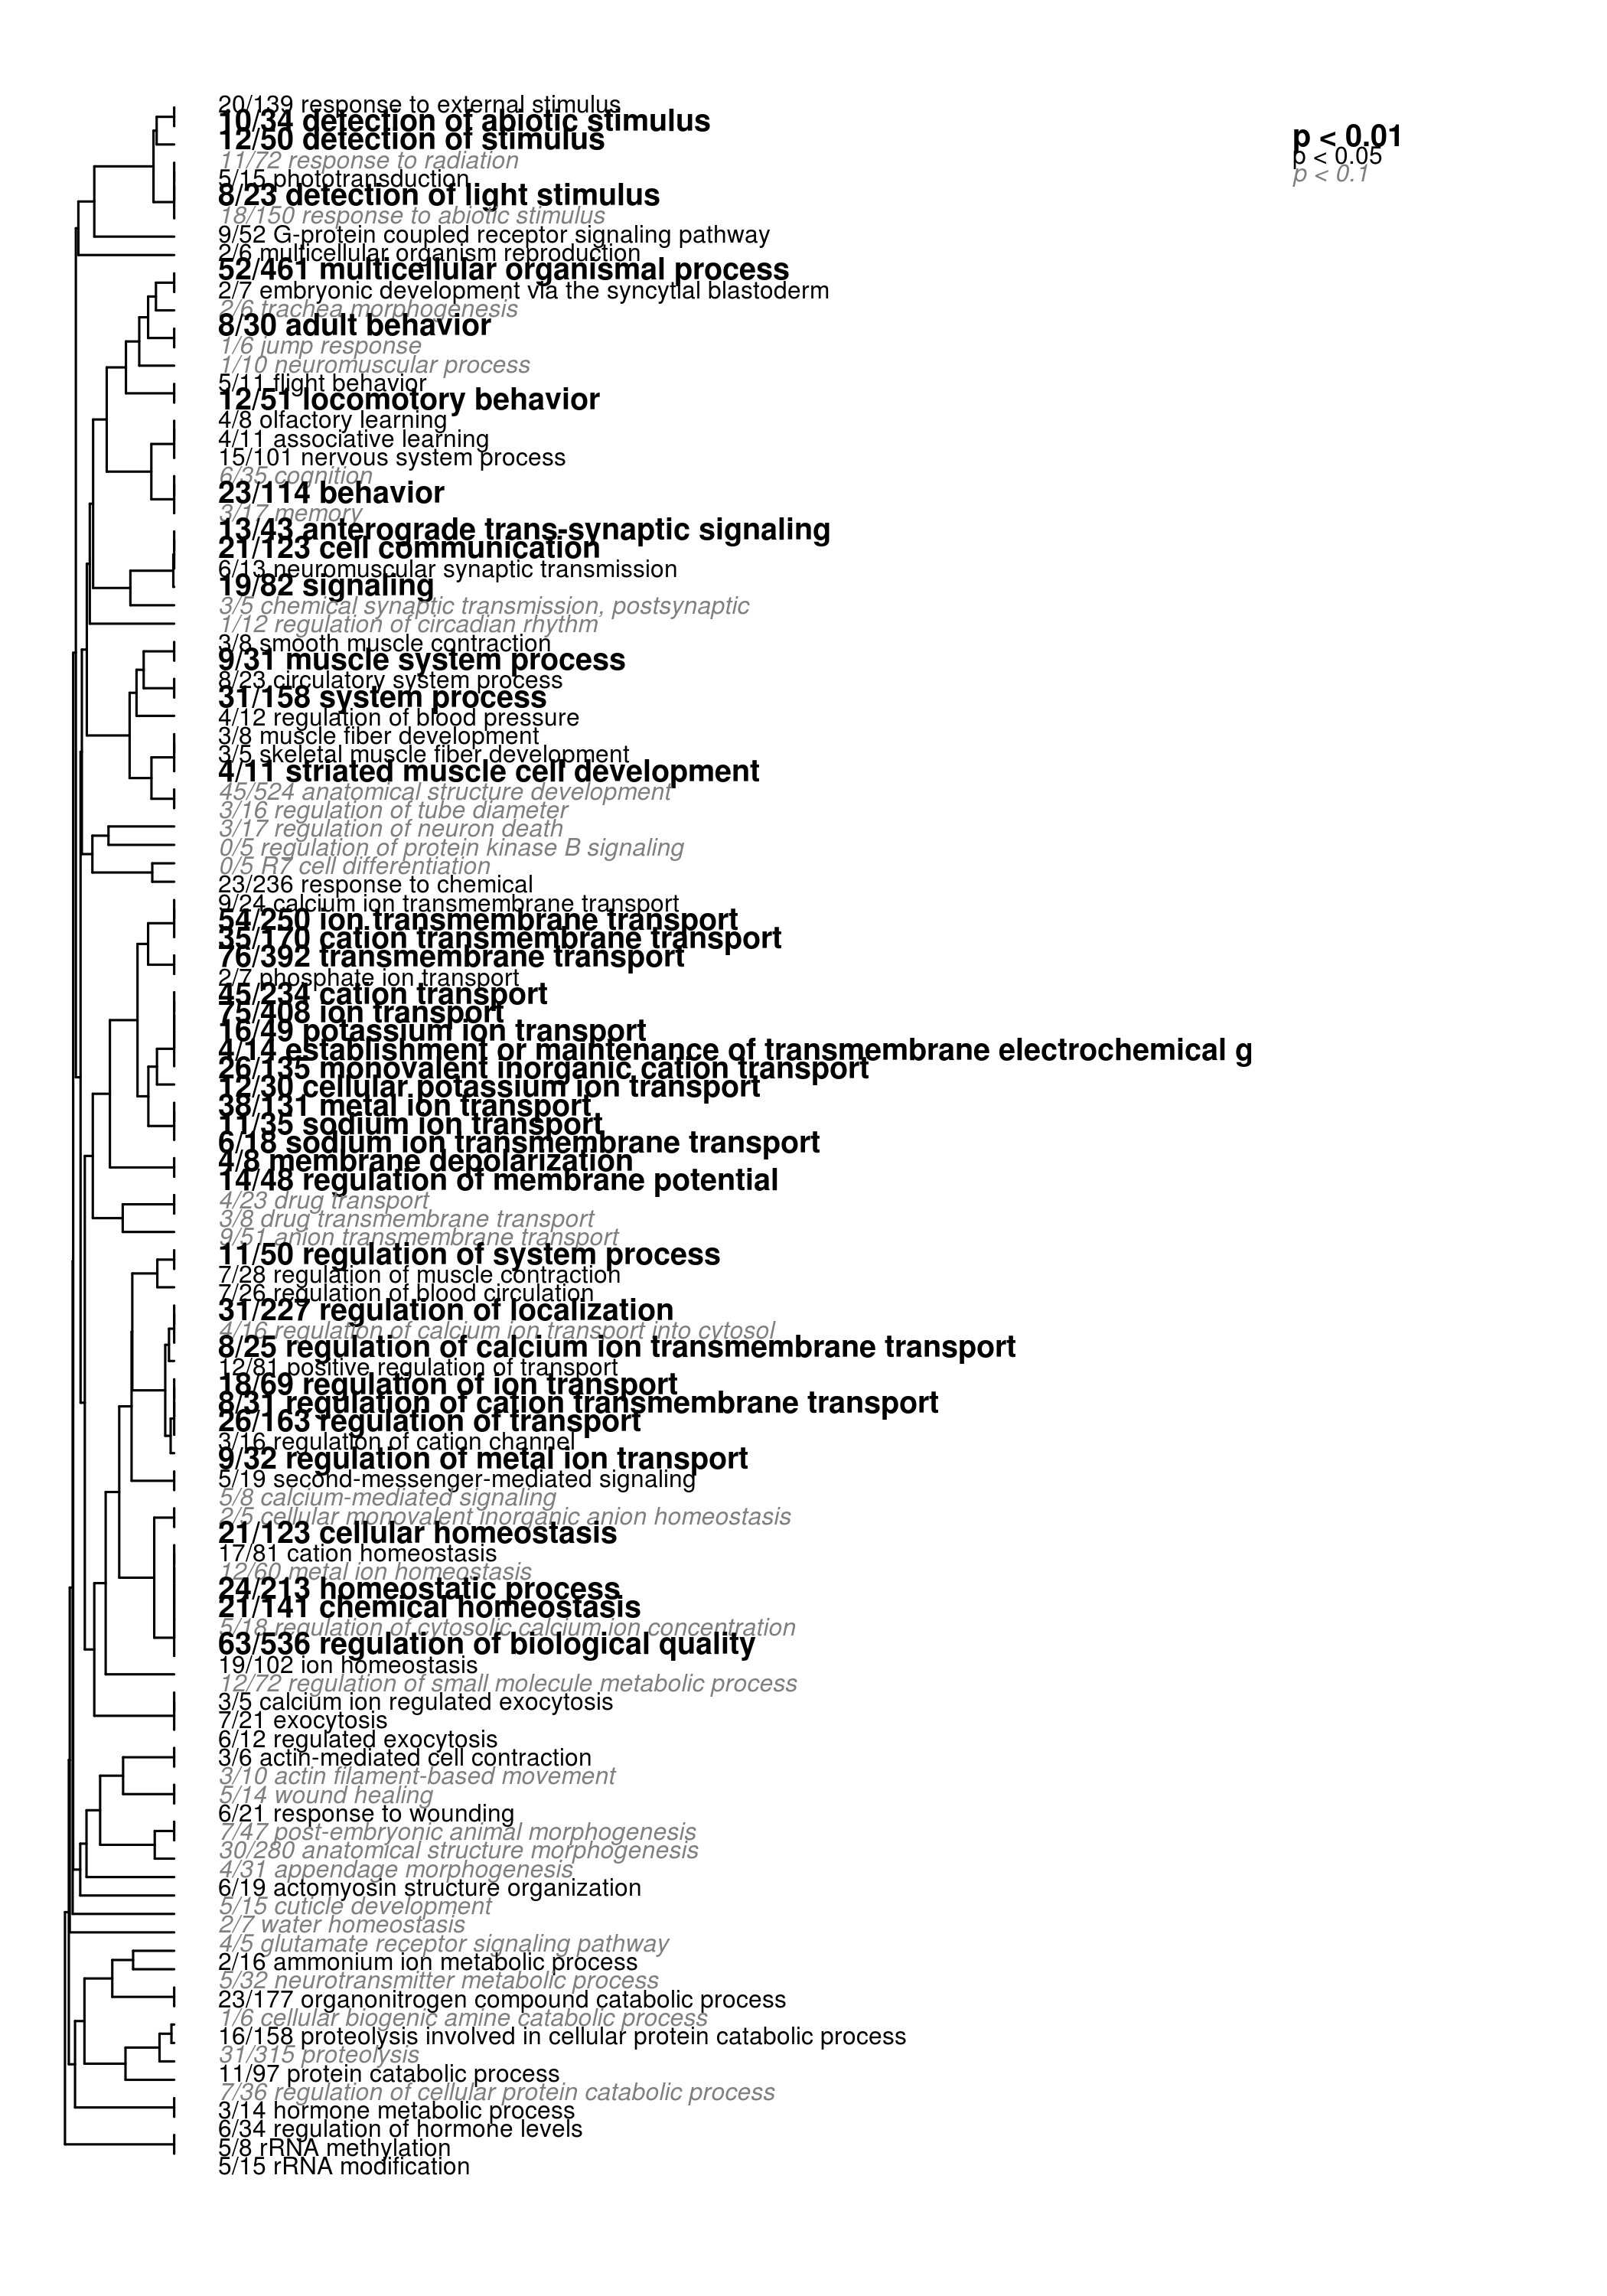 20/139 response to external stimulus
10/34 detection of abiotic stimulus
12/50 detection of stimulus
11/72 response to radiation
5/15 phototransduction
8/23 detection of light stimulus
18/150 response to abiotic stimulus
9/52 G-protein coupled receptor signaling pathway
2/6 multicellular organism reproduction
52/461 multicellular organismal process
2/7 embryonic development via the syncytial blastoderm
2/6 trachea morphogenesis
8/30 adult behavior
1/6 jump response
1/10 neuromuscular process
5/11 flight behavior
12/51 locomotory behavior
4/8 olfactory learning
4/11 associative learning
15/101 nervous system process
6/35 cognition
23/114 behavior
3/17 memory
13/43 anterograde trans-synaptic signaling
21/123 cell communication
6/13 neuromuscular synaptic transmission
19/82 signaling
3/5 chemical synaptic transmission, postsynaptic
1/12 regulation of circadian rhythm
3/8 smooth muscle contraction
9/31 muscle system process
8/23 circulatory system process
31/158 system process
4/12 regulation of blood pressure
3/8 muscle fiber development
3/5 skeletal muscle fiber development
4/11 striated muscle cell development
45/524 anatomical structure development
3/16 regulation of tube diameter
3/17 regulation of neuron death
0/5 regulation of protein kinase B signaling
0/5 R7 cell differentiation
23/236 response to chemical
9/24 calcium ion transmembrane transport
54/250 ion transmembrane transport
35/170 cation transmembrane transport
76/392 transmembrane transport
2/7 phosphate ion transport
45/234 cation transport
75/408 ion transport
16/49 potassium ion transport
4/14 establishment or maintenance of transmembrane electrochemical g
26/135 monovalent inorganic cation transport
12/30 cellular potassium ion transport
38/131 metal ion transport
11/35 sodium ion transport
6/18 sodium ion transmembrane transport
4/8 membrane depolarization
14/48 regulation of membrane potential
4/23 drug transport
3/8 drug transmembrane transport
9/51 anion transmembrane transport
11/50 regulation of system process
7/28 regulation of muscle contraction
7/26 regulation of blood circulation
31/227 regulation of localization
4/16 regulation of calcium ion transport into cytosol
8/25 regulation of calcium ion transmembrane transport
12/81 positive regulation of transport
18/69 regulation of ion transport
8/31 regulation of cation transmembrane transport
26/163 regulation of transport
3/16 regulation of cation channel
9/32 regulation of metal ion transport
5/19 second-messenger-mediated signaling
5/8 calcium-mediated signaling
2/5 cellular monovalent inorganic anion homeostasis
21/123 cellular homeostasis
17/81 cation homeostasis
12/60 metal ion homeostasis
24/213 homeostatic process
21/141 chemical homeostasis
5/18 regulation of cytosolic calcium ion concentration
63/536 regulation of biological quality
19/102 ion homeostasis
12/72 regulation of small molecule metabolic process
3/5 calcium ion regulated exocytosis
7/21 exocytosis
6/12 regulated exocytosis
3/6 actin-mediated cell contraction
3/10 actin filament-based movement
5/14 wound healing
6/21 response to wounding
7/47 post-embryonic animal morphogenesis
30/280 anatomical structure morphogenesis
4/31 appendage morphogenesis
6/19 actomyosin structure organization
5/15 cuticle development
2/7 water homeostasis
4/5 glutamate receptor signaling pathway
2/16 ammonium ion metabolic process
5/32 neurotransmitter metabolic process
23/177 organonitrogen compound catabolic process
1/6 cellular biogenic amine catabolic process
16/158 proteolysis involved in cellular protein catabolic process
31/315 proteolysis
11/97 protein catabolic process
7/36 regulation of cellular protein catabolic process
3/14 hormone metabolic process
6/34 regulation of hormone levels
5/8 rRNA methylation
5/15 rRNA modification
p < 0.01
p < 0.05
p < 0.1